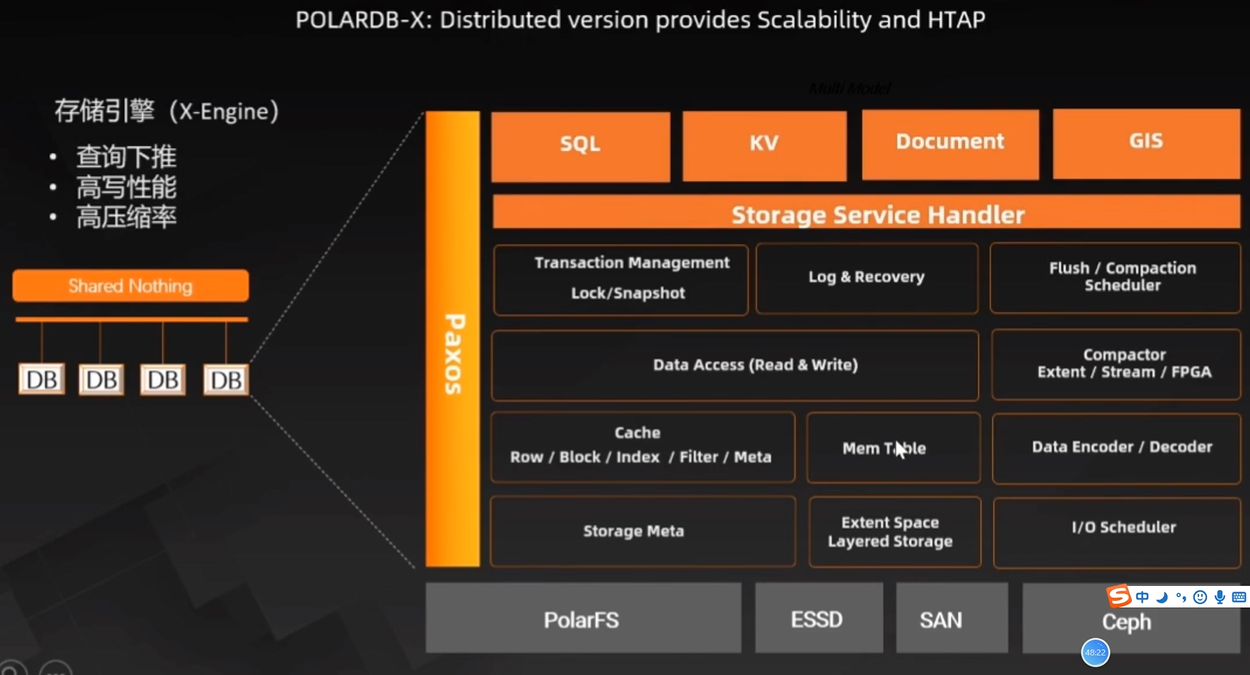 POLARDB-X: Distributed version provides Scalability and HTAP
Multi Model
存储引擎（X-Engine）
• 查询下推
• 高写性能
• 高压缩率
Shared Nothing
DB DB DB DB
Paxos
SQL KV Document GIS
Storage Service Handler
Transaction Management
Lock/Snapshot
Log & Recovery
Flush / Compaction
Scheduler
Data Access (Read & Write)
Compactor
Extent / Stream / FPGA
Cache
Row / Block / Index / Filter / Meta
Mem Table
Data Encoder / Decoder
Storage Meta
Extent Space
Layered Storage
I/O Scheduler
PolarFS ESSD SAN Ceph
S 中
48:22